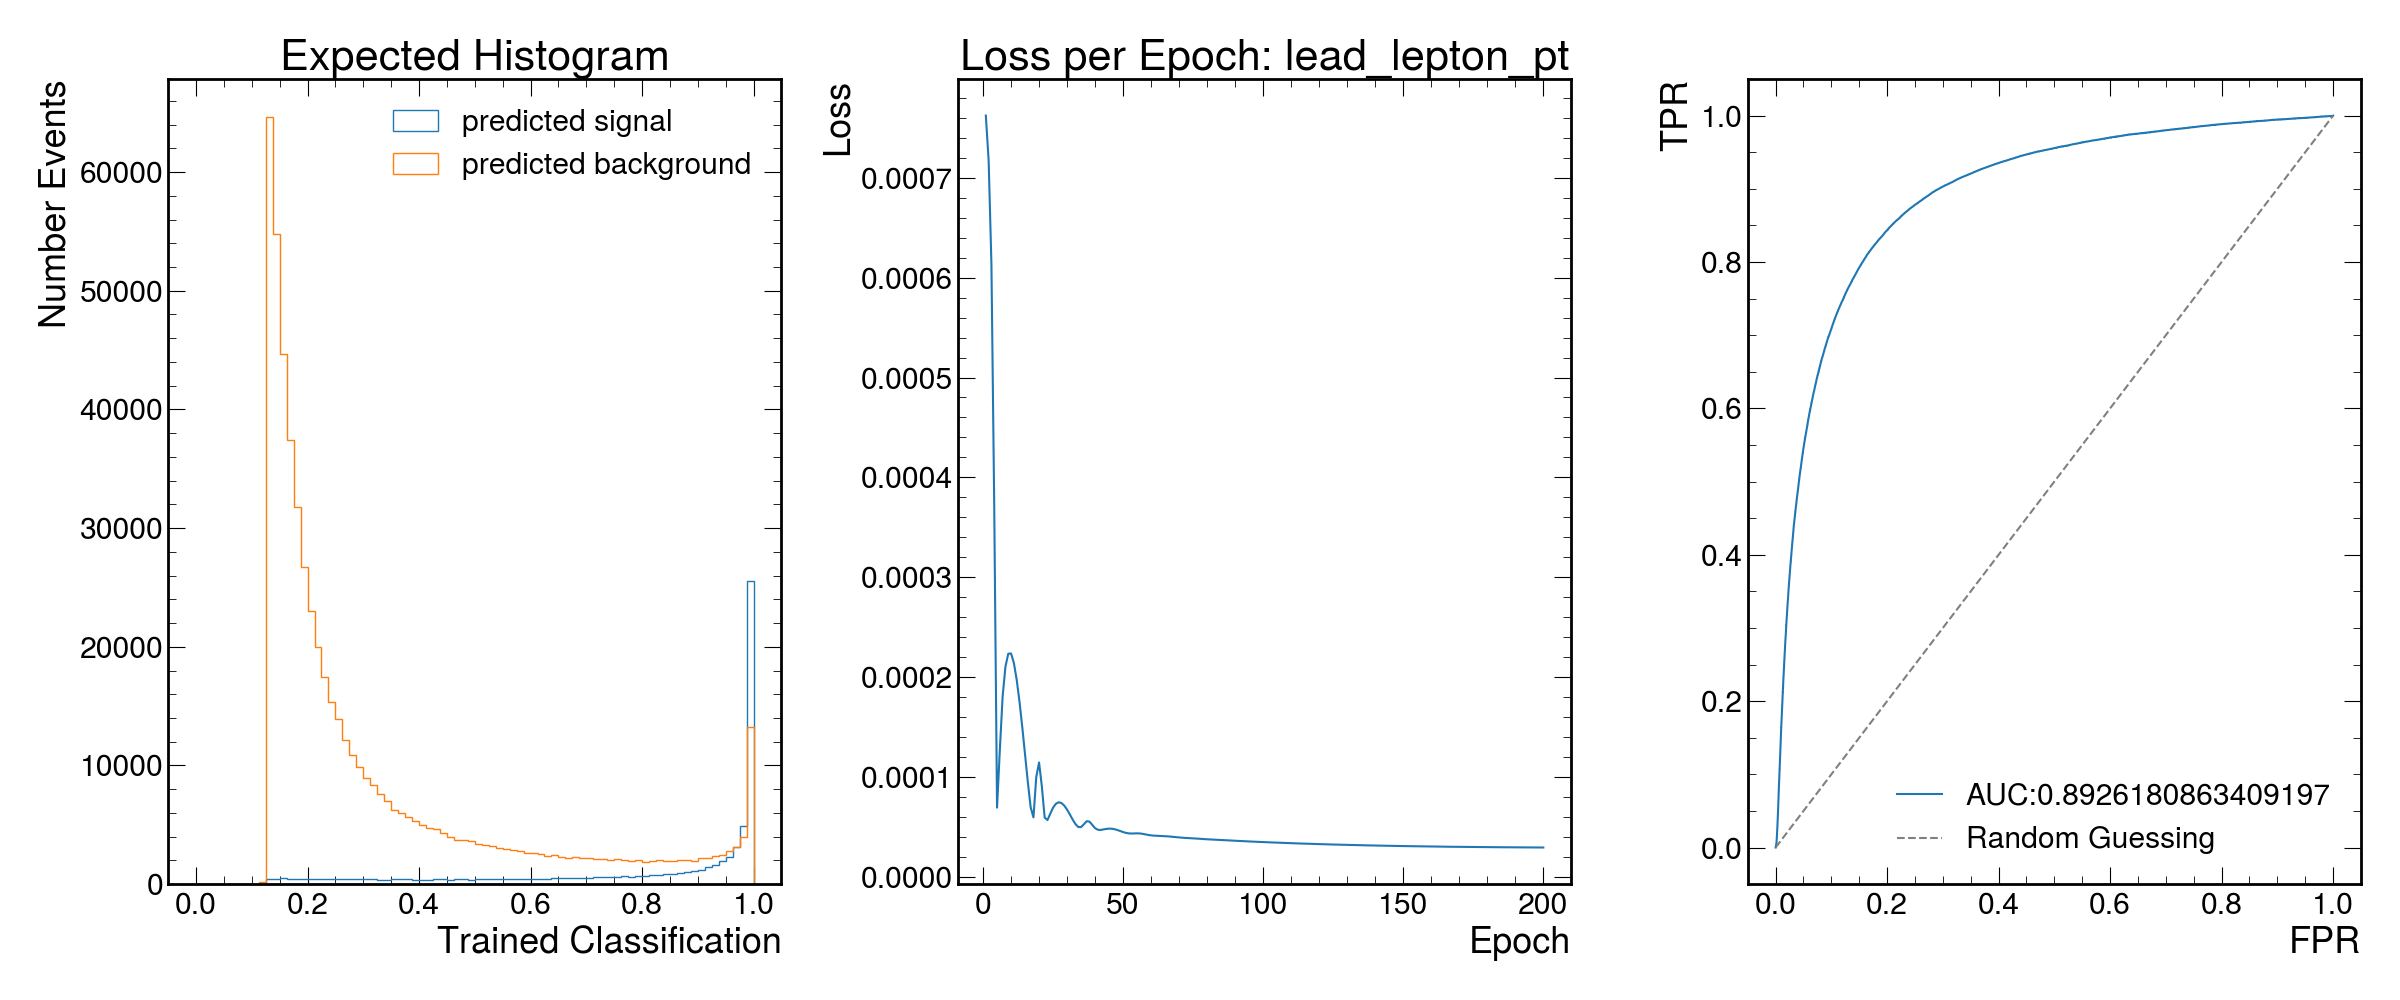 Expected Histogram
Number Events
predicted signal
predicted background
60000
50000
40000
30000
20000
10000
0
0.0 0.2 0.4 0.6 0.8 1.0
Trained Classification
Loss per Epoch: lead_lepton_pt
Loss
0.0007
0.0006
0.0005
0.0004
0.0003
0.0002
0.0001
0.0000
0 50 100 150 200
Epoch
TPR
1.0
0.8
0.6
0.4
0.2
0.0
AUC:0.8926180863409197
Random Guessing
0.0 0.2 0.4 0.6 0.8 1.0
FPR